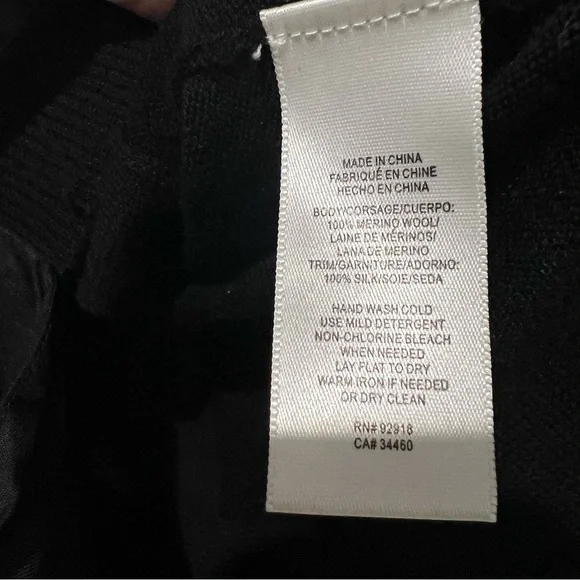 MADE IN CHINA
FABRIQUÉ EN CHINE
HECHO EN CHINA
BODY/CORSAGE/CUERPO:
100% MERINO WOOL/
LAINE DE MÉRINOS/
LANA DE MERINO
TRIM/GARNITURE/ADORNO:
100% SILK/SOIE/SEDA
HAND WASH COLD
USE MILD DETERGENT
NON-CHLORINE BLEACH
WHEN NEEDED
LAY FLAT TO DRY
WARM IRON IF NEEDED
OR DRY CLEAN
RN# 92918
CA# 34460